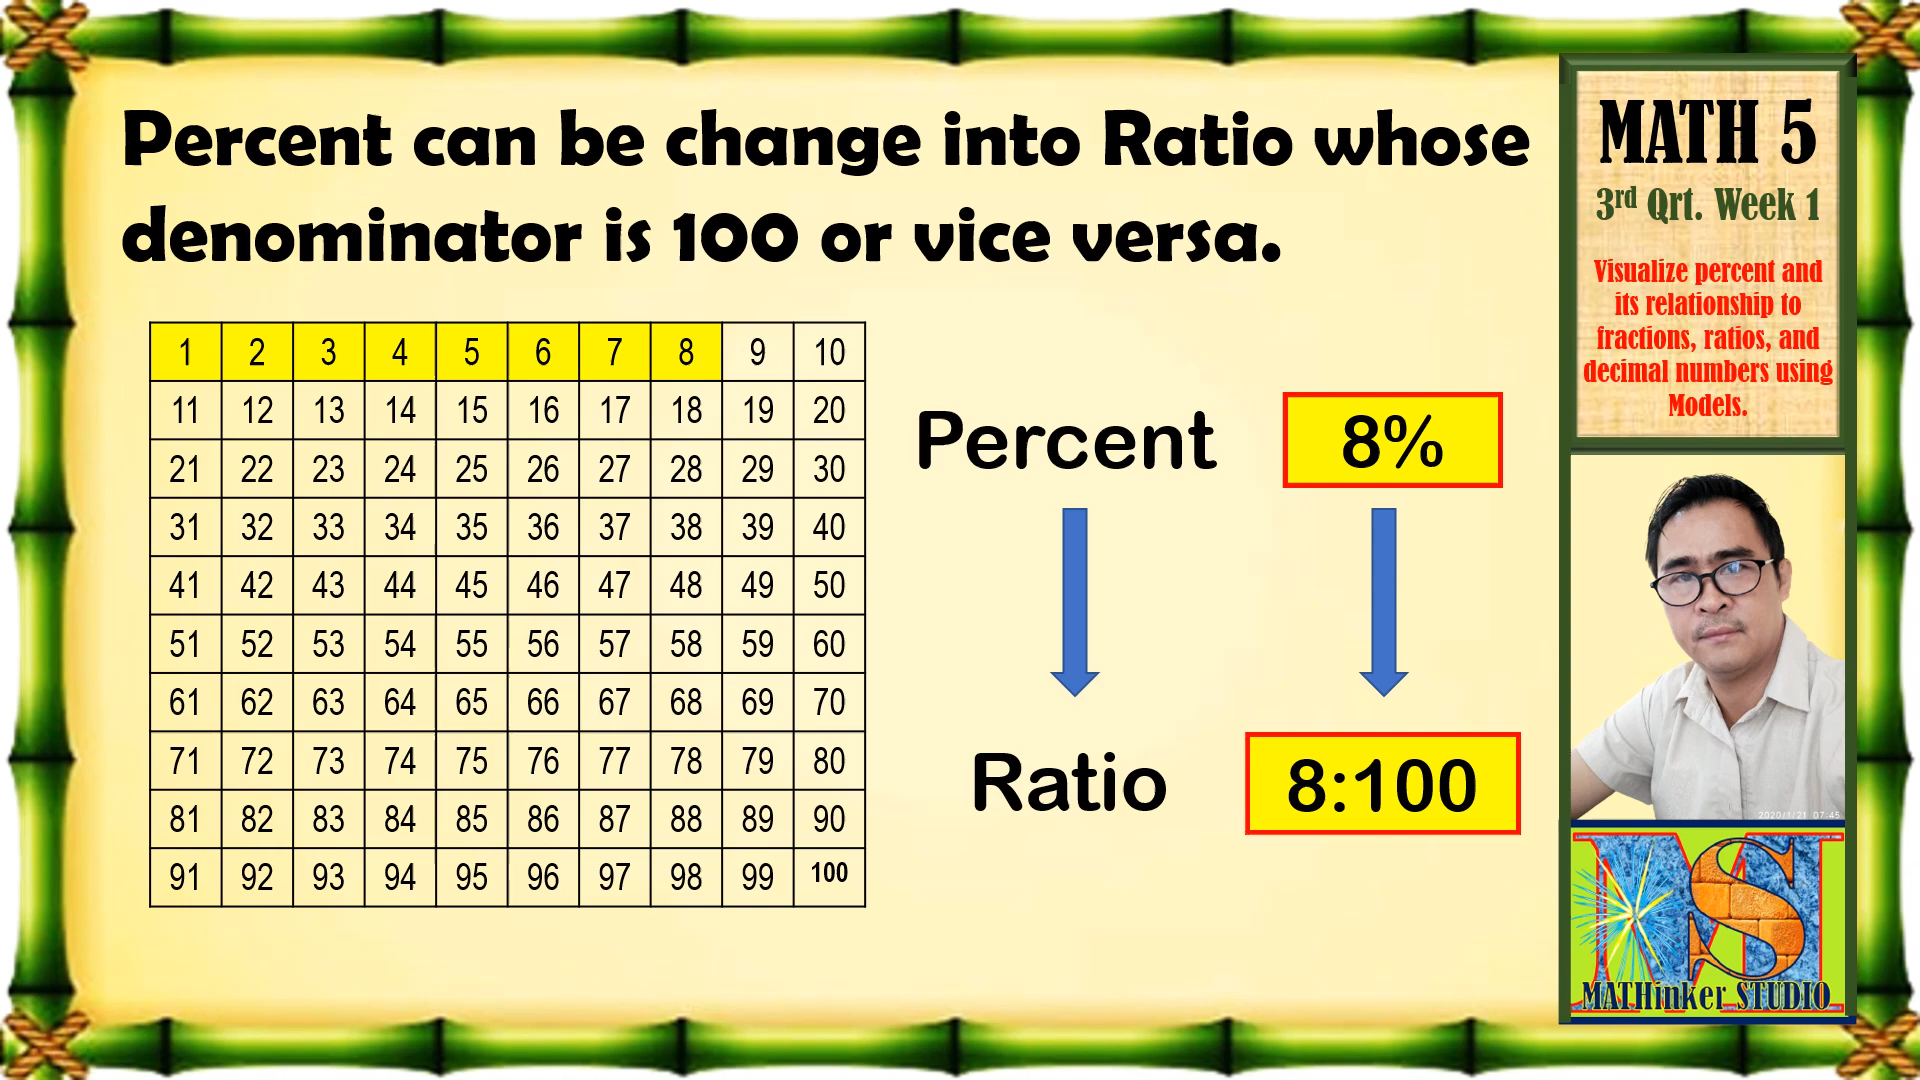 Percent can be change into Ratio whose
denominator is 100 or vice versa.
1 2 3 4 5 6 7 8 9 10
11 12 13 14 15 16 17 18 19 20
21 22 23 24 25 26 27 28 29 30
31 32 33 34 35 36 37 38 39 40
41 42 43 44 45 46 47 48 49 50
51 52 53 54 55 56 57 58 59 60
61 62 63 64 65 66 67 68 69 70
71 72 73 74 75 76 77 78 79 80
81 82 83 84 85 86 87 88 89 90
91 92 93 94 95 96 97 98 99 100
Percent 8%
Ratio 8:100
MATH 5
3rd Qrt. Week 1
Visualize percent and
its relationship to
fractions, ratios, and
decimal numbers using
Models.
2020/1/21 07:45
MS
MATHinker STUDIO